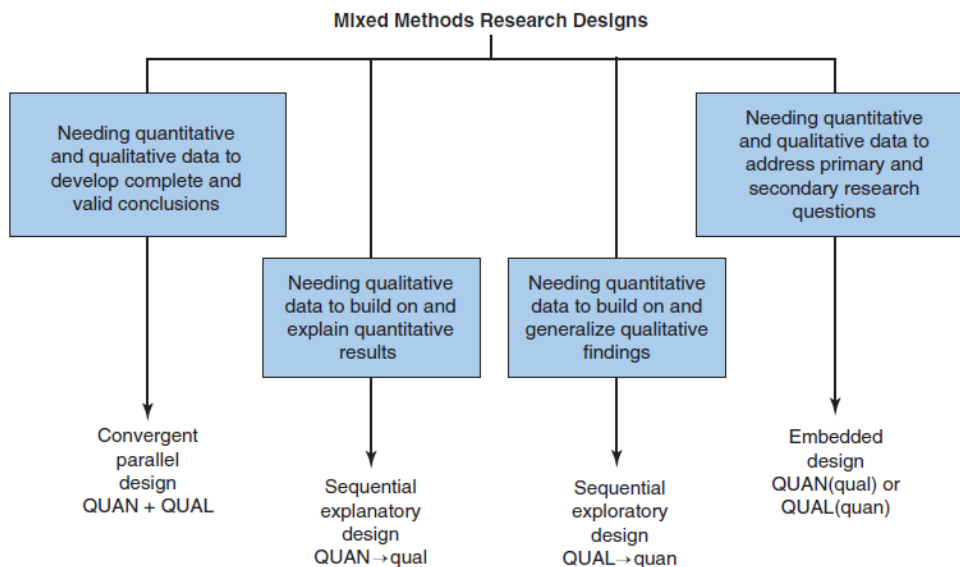 Mixed Methods Research Designs
Needing quantitative
and qualitative data to
develop complete and
valid conclusions
Needing qualitative
data to build on and
explain quantitative
results
Needing quantitative
data to build on and
generalize qualitative
findings
Needing quantitative
and qualitative data to
address primary and
secondary research
questions
Convergent
parallel
design
QUAN + QUAL
Sequential
explanatory
design
QUAN→qual
Sequential
exploratory
design
QUAL→quan
Embedded
design
QUAN(qual) or
QUAL(quan)